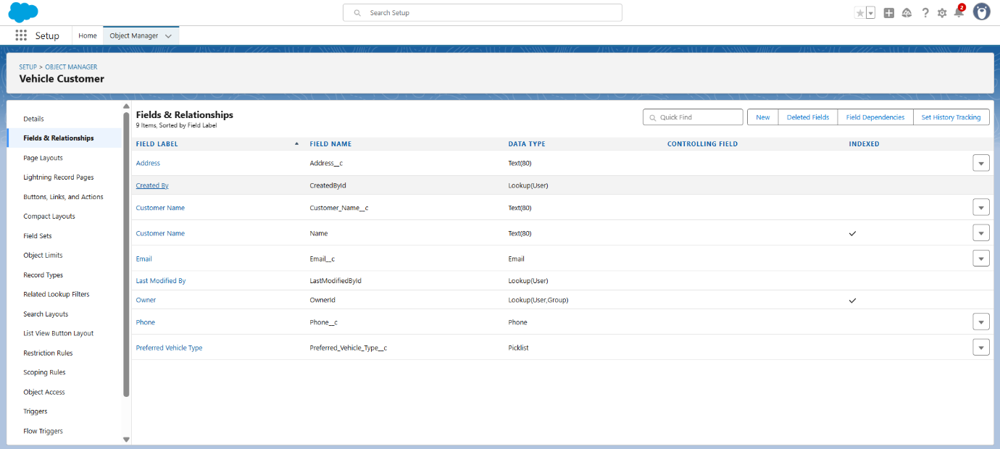 Search Setup
2
Setup Home Object Manager
SETUP > OBJECT MANAGER
Vehicle Customer
Details
Fields & Relationships
Page Layouts
Lightning Record Pages
Buttons, Links, and Actions
Compact Layouts
Field Sets
Object Limits
Record Types
Related Lookup Filters
Search Layouts
List View Button Layout
Restriction Rules
Scoping Rules
Object Access
Triggers
Flow Triggers
Fields & Relationships
9 Items, Sorted by Field Label
Quick Find New Deleted Fields Field Dependencies Set History Tracking
FIELD LABEL FIELD NAME DATA TYPE CONTROLLING FIELD INDEXED
Address Address__c Text(80)
Created By CreatedById Lookup(User)
Customer Name Customer_Name__c Text(80)
Customer Name Name Text(80)
Email Email__c Email
Last Modified By LastModifiedById Lookup(User)
Owner OwnerId Lookup(User,Group)
Phone Phone__c Phone
Preferred Vehicle Type Preferred_Vehicle_Type__c Picklist